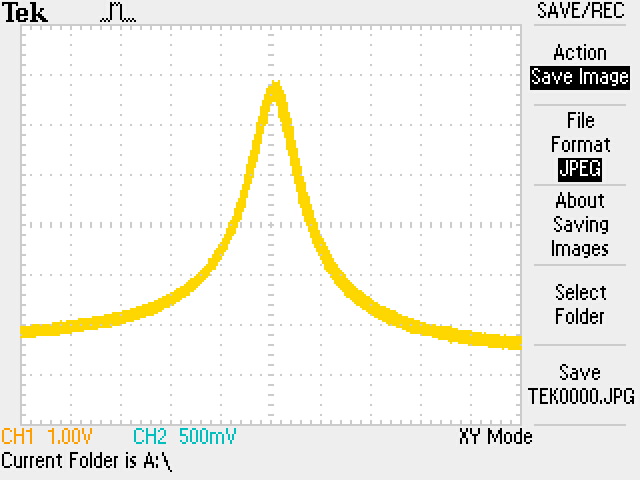 Tek
SAVE/REC
Action
Save Image
File
Format
JPEG
About
Saving
Images
Select
Folder
Save
TEK0000.JPG
CH1 1.00V CH2 500mV XY Mode
Current Folder is A:\